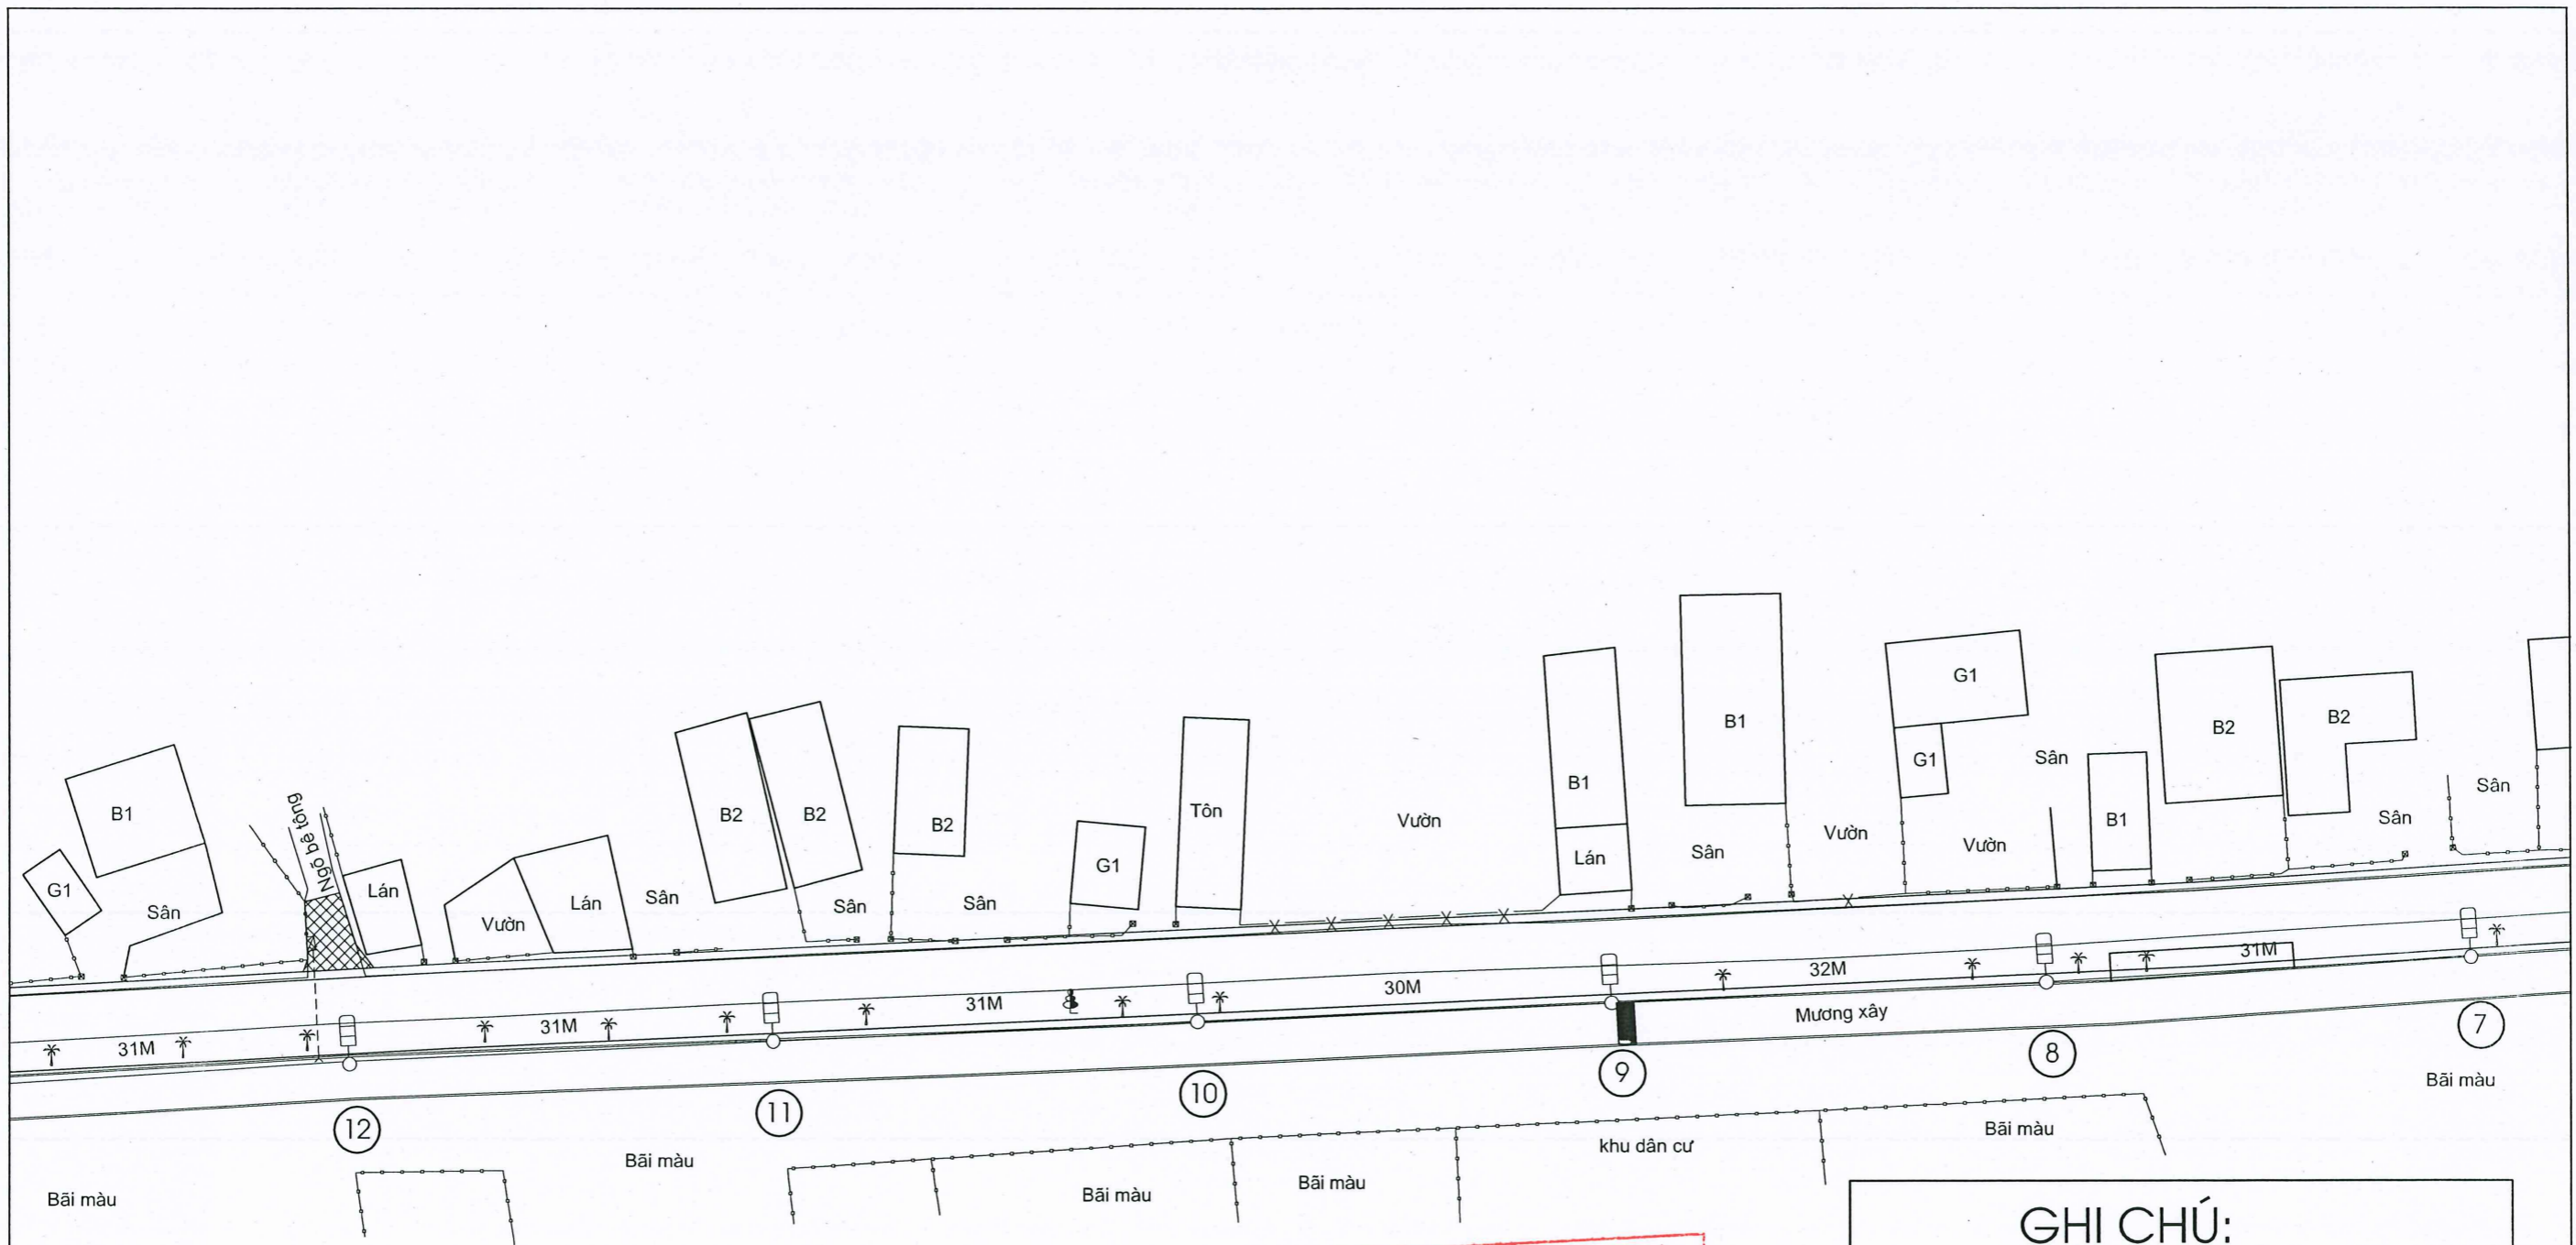 G1
B1
Sân
Ngõ bê tông
Lán
Vườn
Lán
Sân
B2
B2
Sân
B2
Sân
G1
Tôn
Vườn
B1
Lán
B1
Sân
Vườn
G1
G1
Vườn
Sân
B1
B2
B2
Sân
Sân
31M
31M
31M
30M
32M
31M
Mương xây
12
11
10
9
8
7
Bãi màu
Bãi màu
Bãi màu
Bãi màu
khu dân cư
Bãi màu
Bãi màu
GHI CHÚ: